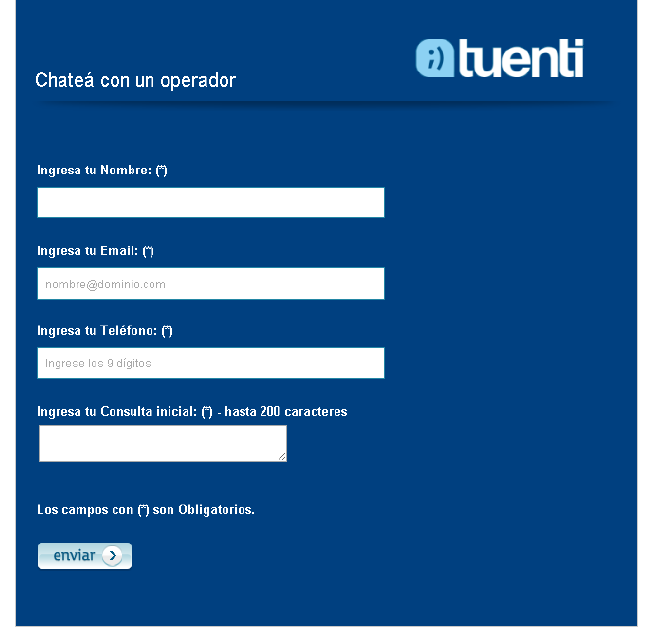 ;) tuenti
Chateá con un operador
Ingresa tu Nombre: (*)
Ingresa tu Email: (*)
nombre@dominio.com
Ingresa tu Teléfono: (*)
Ingrese los 9 dígitos
Ingresa tu Consulta inicial: (*) - hasta 200 caracteres
Los campos con (*) son Obligatorios.
enviar